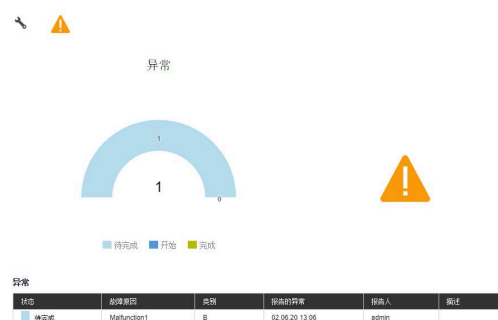 异常
1
1
0
待完成 开始 完成
异常
状态 故障原因 类别 报告的异常 报告人 描述
待完成 Malfunction1 B 02.06.20 13:06 admin